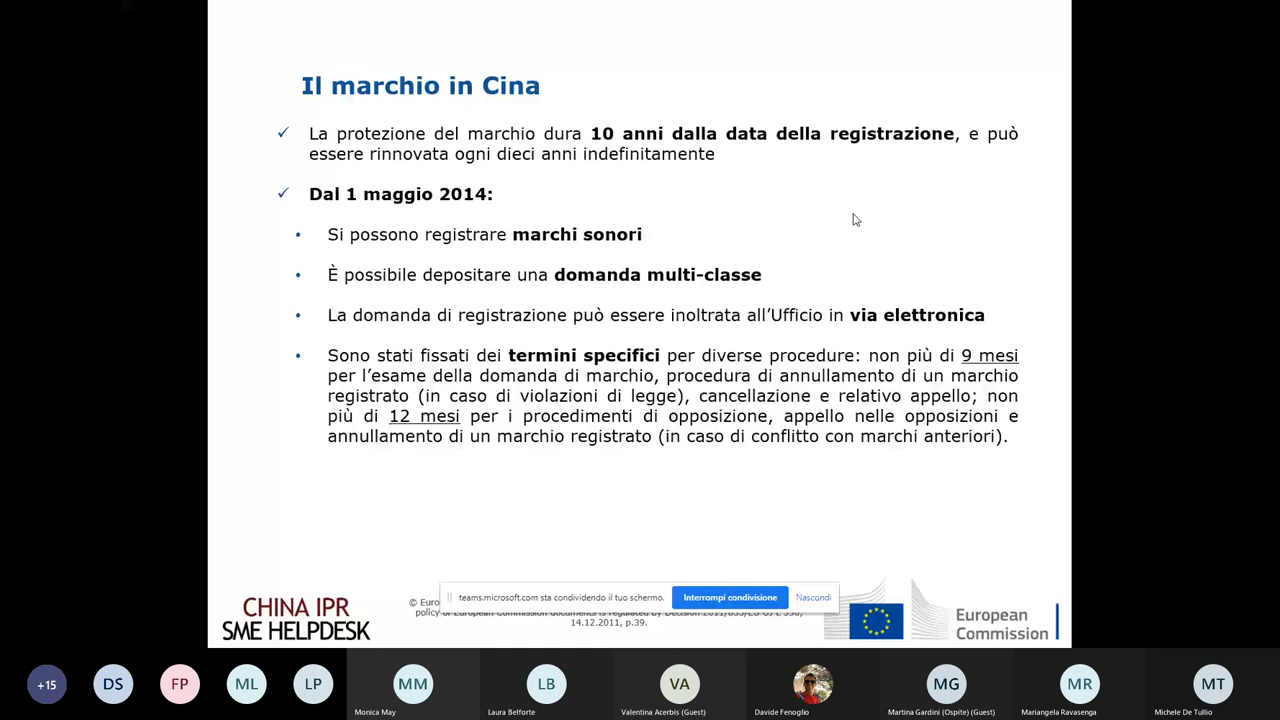 Il marchio in Cina
La protezione del marchio dura 10 anni dalla data della registrazione, e può
essere rinnovata ogni dieci anni indefinitamente
Dal 1 maggio 2014:
Si possono registrare marchi sonori
È possibile depositare una domanda multi-classe
La domanda di registrazione può essere inoltrata all'Ufficio in via elettronica
Sono stati fissati dei termini specifici per diverse procedure: non più di 9 mesi
per l'esame della domanda di marchio, procedura di annullamento di un marchio
registrato (in caso di violazioni di legge), cancellazione e relativo appello; non
più di 12 mesi per i procedimenti di opposizione, appello nelle opposizioni e
annullamento di un marchio registrato (in caso di conflitto con marchi anteriori).
teams.microsoft.com sta condividendo il tuo schermo. Interrompi condivisione Nascondi
CHINA IPR
SME HELPDESK
© Euro
policy of European Commission documents is regulated by Decision
14.12.2011, p.39.
European
Commission
+15 DS FP ML LP MM LB VA MG MR MT
Monica May Laura Belforte Valentina Acerbis (Guest) Davide Fenoglio Martina Gardini (Ospite) (Guest) Mariangela Ravasenga Michele De Tullio